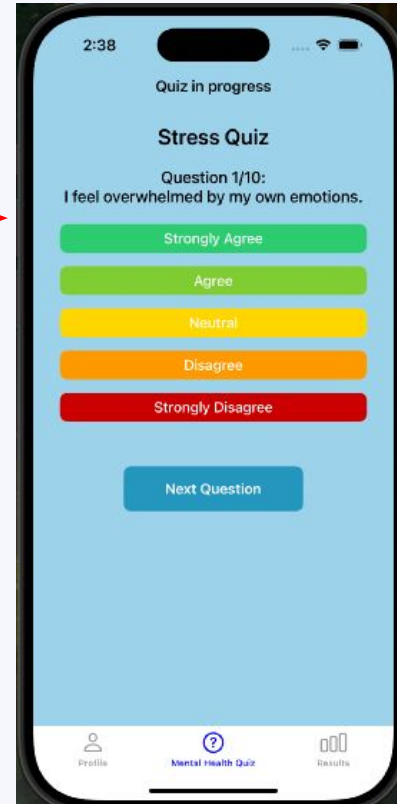 2:38
Quiz in progress
Stress Quiz
Question 1/10:
I feel overwhelmed by my own emotions.
Strongly Agree
Agree
Neutral
Disagree
Strongly Disagree
Next Question
Profile
Mental Health Quiz
Results